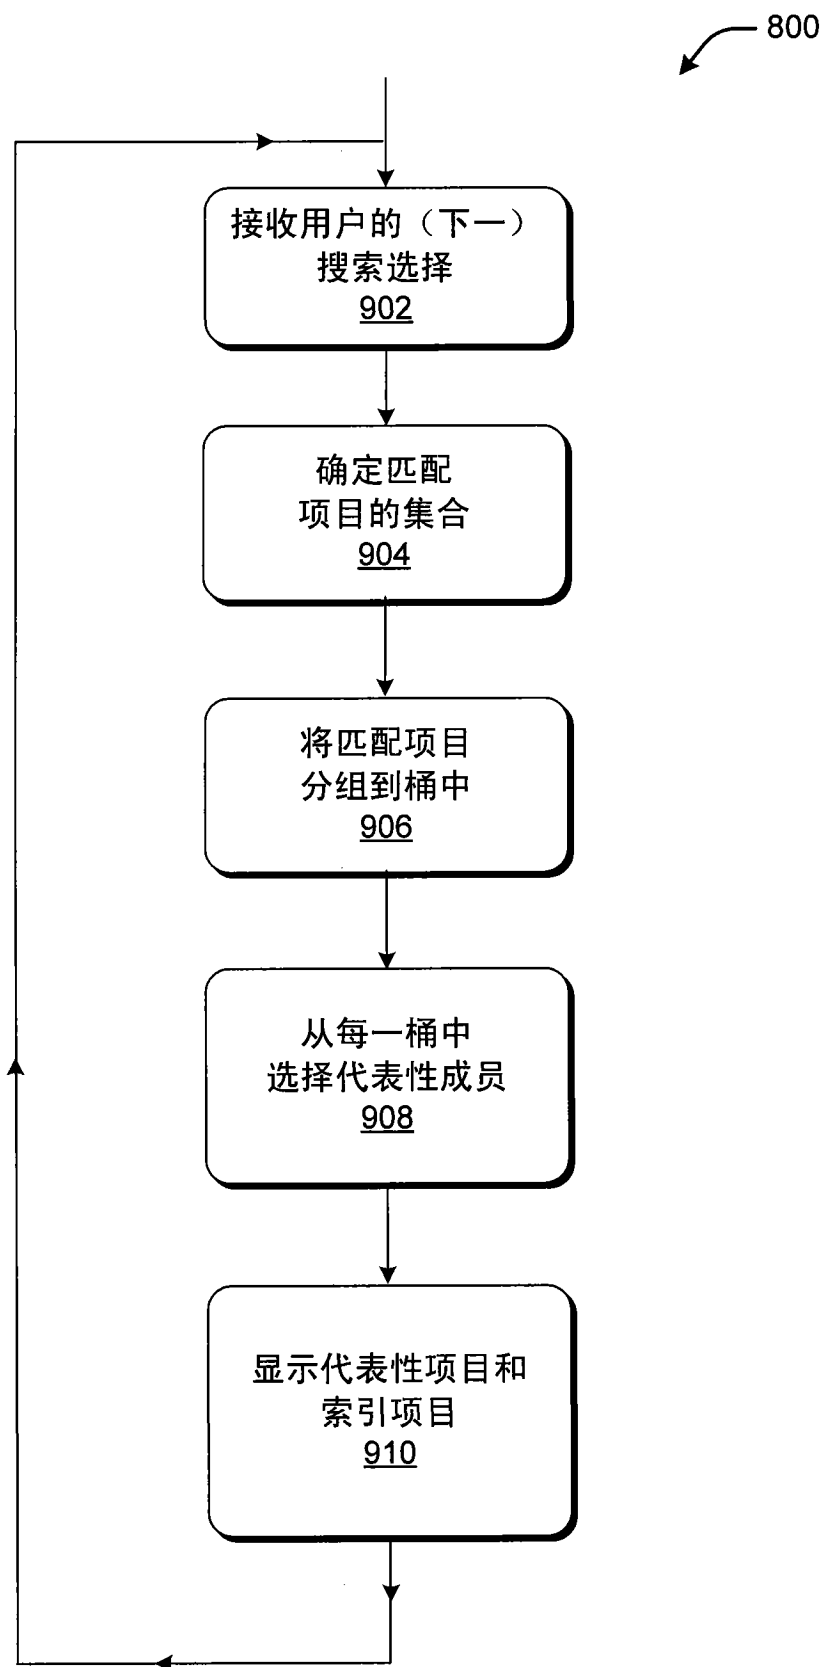 800
接收用户的（下一）
搜索选择
902
确定匹配
项目的集合
904
将匹配项目
分组到桶中
906
从每一桶中
选择代表性成员
908
显示代表性项目和
索引项目
910